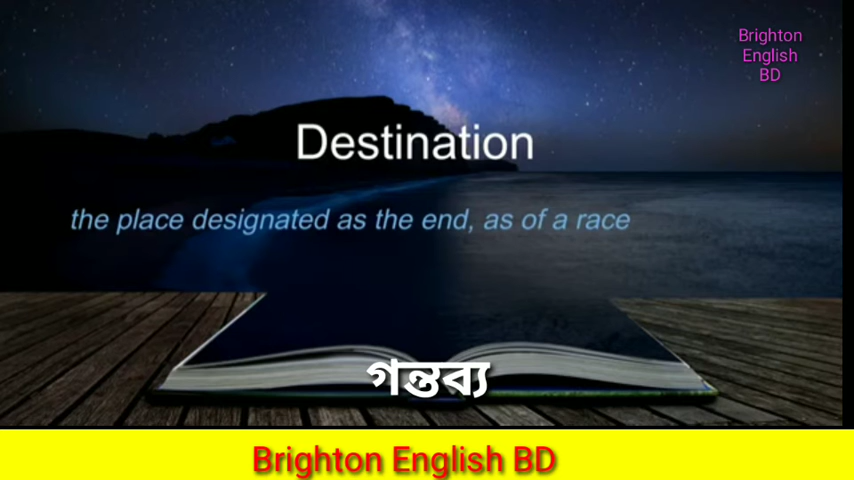 Brighton
English
BD
Destination
the place designated as the end, as of a race
গন্তব্য
Brighton English BD